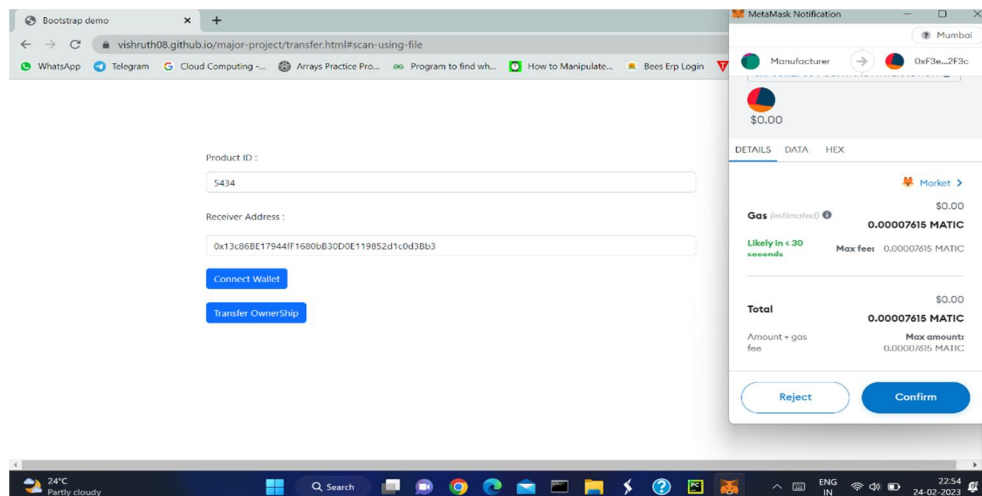 Bootstrap demo
vishruth08.github.io/major-project/transfer.html#scan-using-file
WhatsApp Telegram Cloud Computing -... Arrays Practice Pro... Program to find wh... How to Manipulate... Bees Erp Login
Product ID :
5434
Receiver Address :
0x13c86BE17944fF1680bB30D0E119852d1c0d3Bb3
Connect Wallet
Transfer OwnerShip
MetaMask Notification
Mumbai
Manufacturer 0xF3e...2F3c
$0.00
DETAILS DATA HEX
Market >
$0.00
Gas (estimated)
0.00007615 MATIC
Likely in < 30
seconds
Max fee: 0.00007615 MATIC
$0.00
Total
0.00007615 MATIC
Amount + gas
fee
Max amount:
0.00007615 MATIC
Reject Confirm
24°C
Partly cloudy
Search
ENG
IN
22:54
24-02-2023